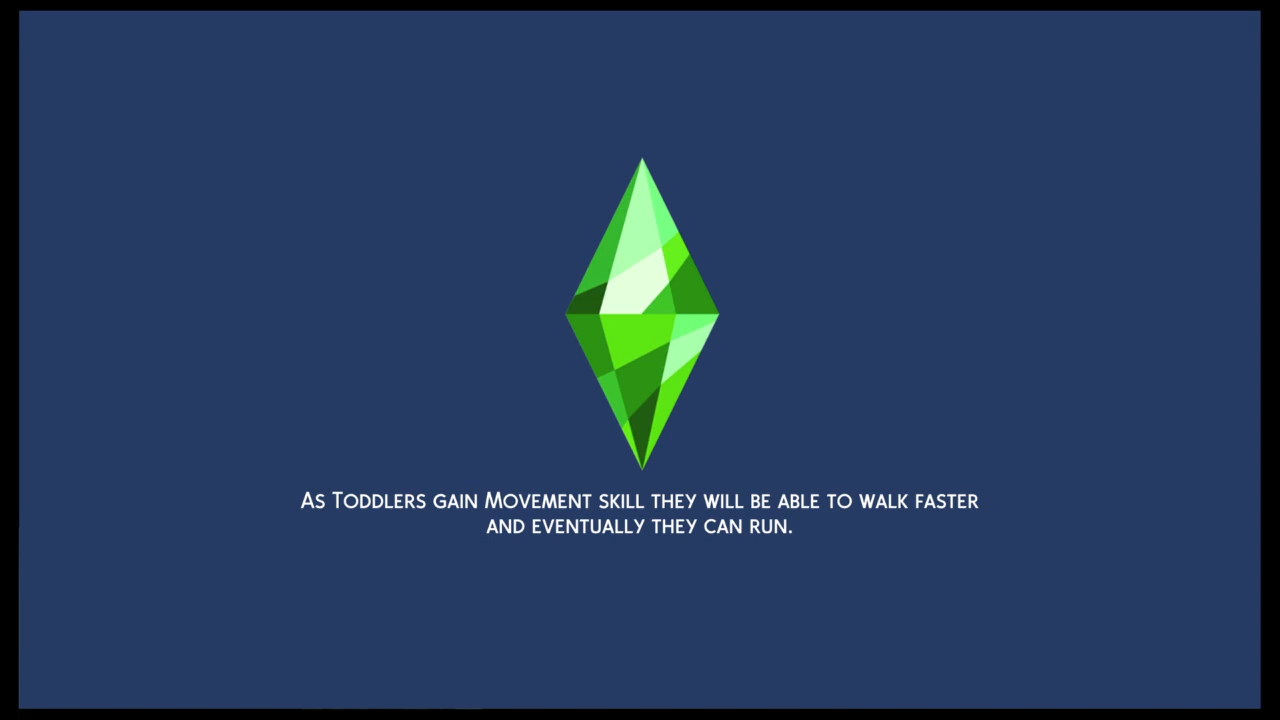 As Toddlers gain Movement skill they will be able to walk faster
and eventually they can run.